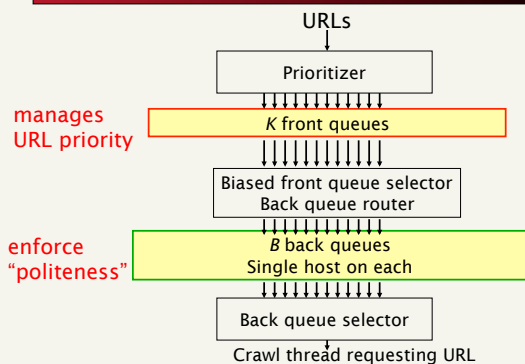 URLs
Prioritizer
manages
URL priority
K front queues
Biased front queue selector
Back queue router
enforce
“politeness”
B back queues
Single host on each
Back queue selector
Crawl thread requesting URL